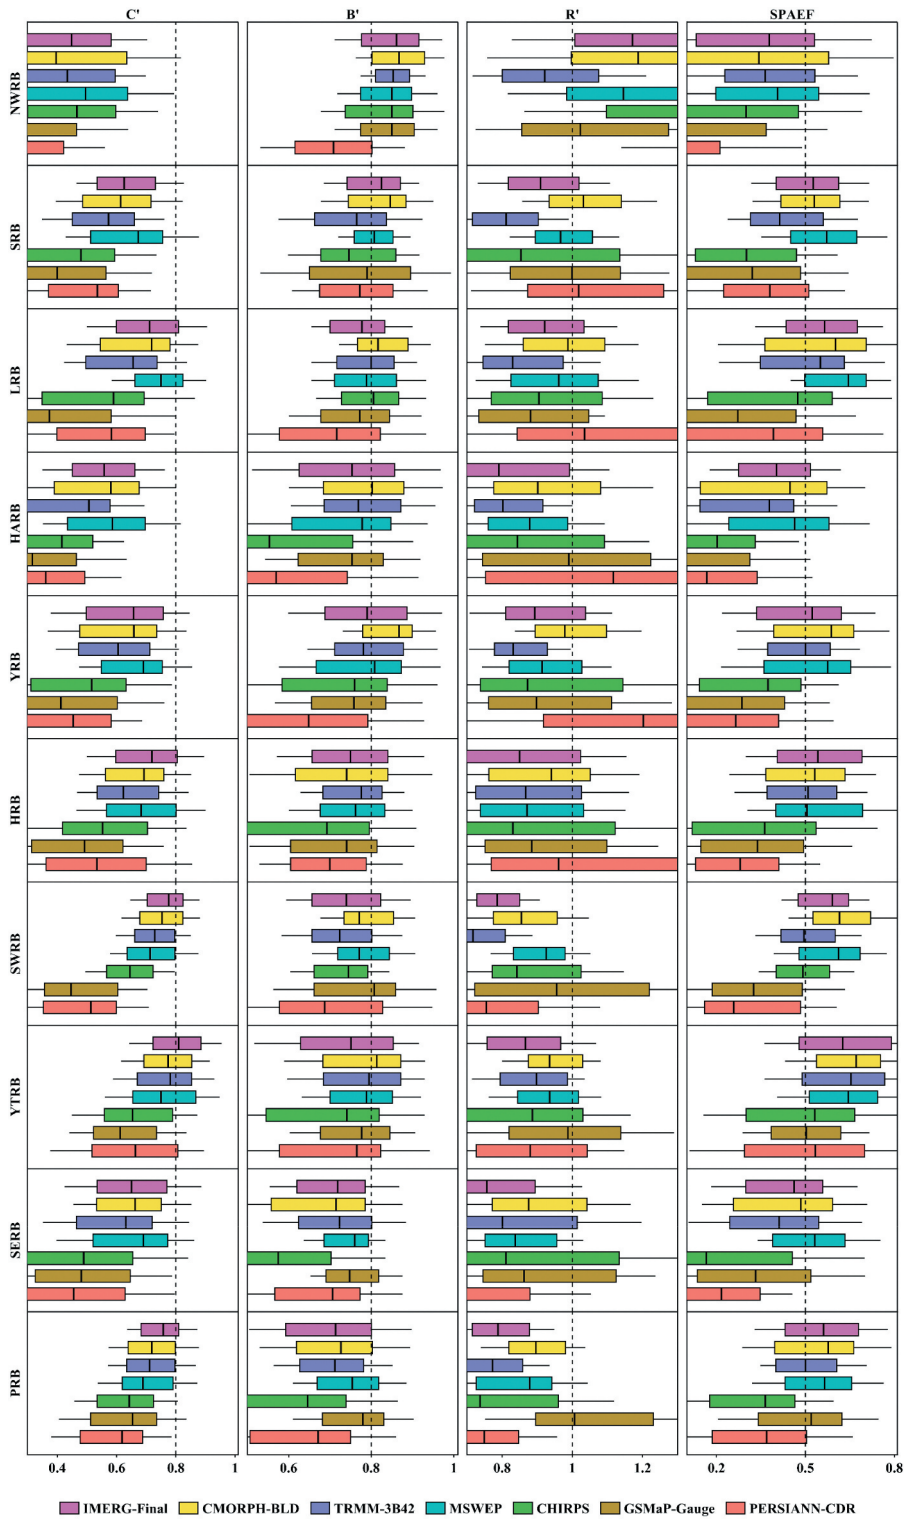 C' B' R' SPAEF
NWRB
SRB
LRB
HARB
YRB
HRB
SWRB
YTRB
SERB
PRB
0.4 0.6 0.8 1 0.6 0.8 1 0.8 1 1.2 0.2 0.5 0.8
IMERG-Final CMORPH-BLD TRMM-3B42 MSWEP CHIRPS GSMaP-Gauge PERSIANN-CDR